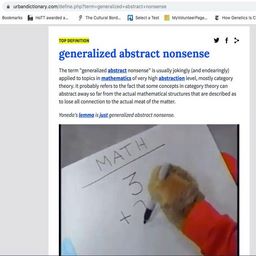 urbandictionary.com/define.php?term=generalized+abstract+nonsense
Bookmarks
HoTT awarded a...
The Cultural Bord...
Select a Test
MyVolunteerPage...
How Genetics is C
TOP DEFINITION
generalized abstract nonsense
The term "generalized abstract nonsense" is usually jokingly (and endearingly)
applied to topics in mathematics of very high abstraction level, mostly category
theory. It probably refers to the fact that some concepts in category theory can
abstract away so far from the actual mathematical structures that are described as
to lose all connection to the actual meat of the matter.
Yoneda's lemma is just generalized abstract nonsense.
MATH
3
+2